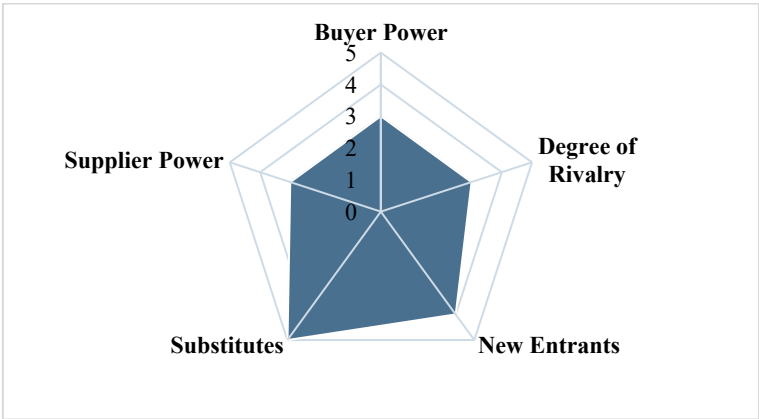 Buyer Power
5
4
3
2
1
0
Degree of
Rivalry
New Entrants
Substitutes
Supplier Power